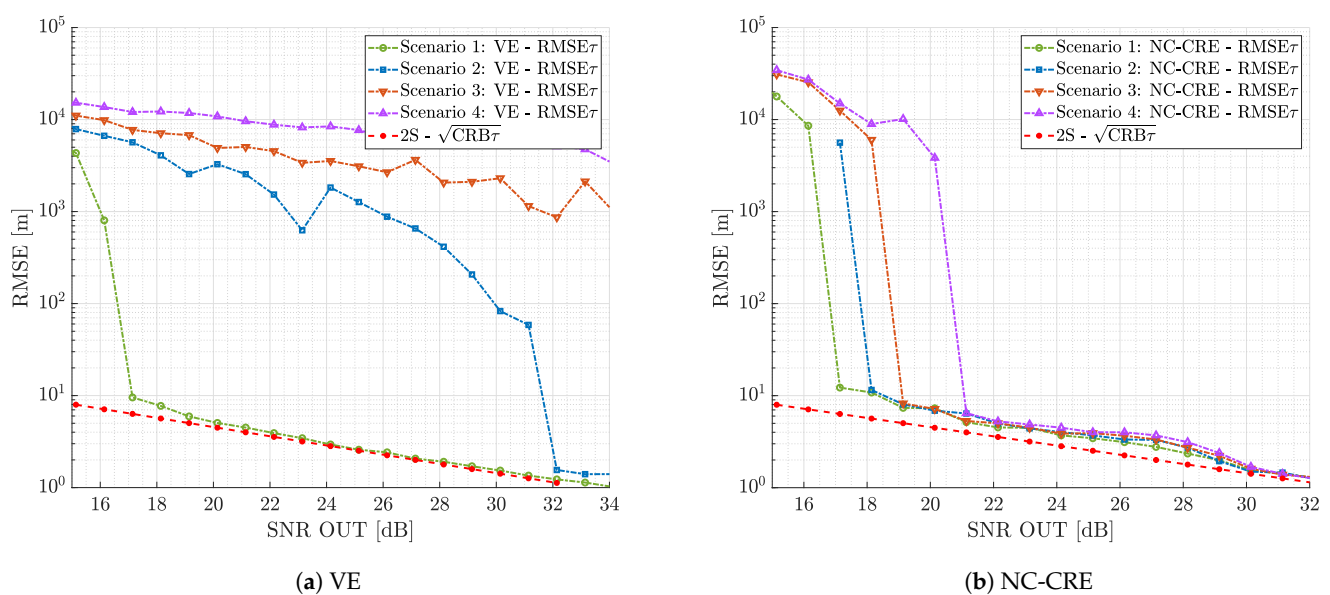 10^5
10^4
10^3
10^2
10^1
10^0
RMSE [m]
16 18 20 22 24 26 28 30 32 34
SNR OUT [dB]
Scenario 1: VE - RMSEτ
Scenario 2: VE - RMSEτ
Scenario 3: VE - RMSEτ
Scenario 4: VE - RMSEτ
2S - √CRBτ
(a) VE
10^5
10^4
10^3
10^2
10^1
10^0
RMSE [m]
16 18 20 22 24 26 28 30 32
SNR OUT [dB]
Scenario 1: NC-CRE - RMSEτ
Scenario 2: NC-CRE - RMSEτ
Scenario 3: NC-CRE - RMSEτ
Scenario 4: NC-CRE - RMSEτ
2S - √CRBτ
(b) NC-CRE